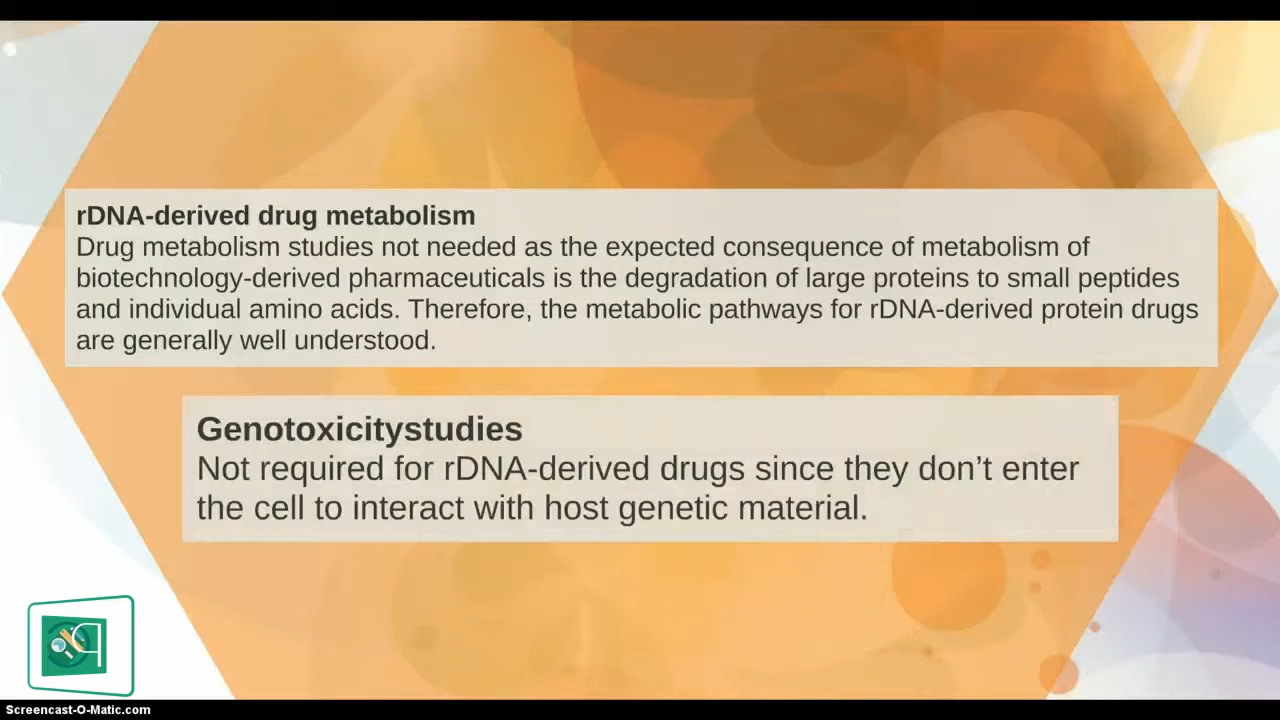 rDNA-derived drug metabolism
Drug metabolism studies not needed as the expected consequence of metabolism of
biotechnology-derived pharmaceuticals is the degradation of large proteins to small peptides
and individual amino acids. Therefore, the metabolic pathways for rDNA-derived protein drugs
are generally well understood.
Genotoxicitystudies
Not required for rDNA-derived drugs since they don’t enter
the cell to interact with host genetic material.
Screencast-O-Matic.com